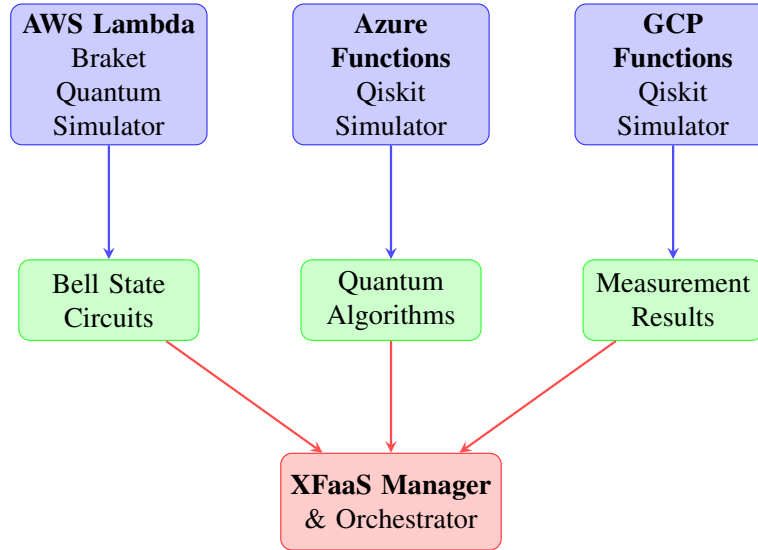 AWS Lambda
Braket
Quantum
Simulator
Azure
Functions
Qiskit
Simulator
GCP
Functions
Qiskit
Simulator
Bell State
Circuits
Quantum
Algorithms
Measurement
Results
XFaaS Manager
& Orchestrator